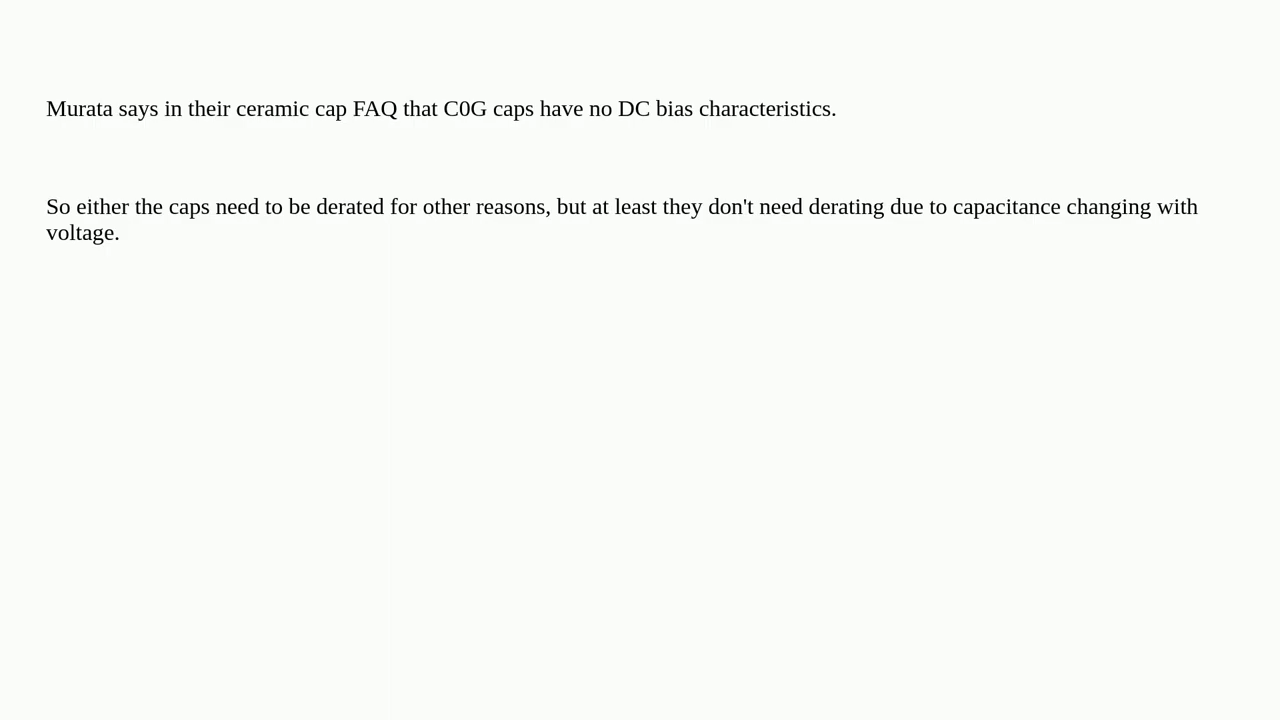 Murata says in their ceramic cap FAQ that C0G caps have no DC bias characteristics.
So either the caps need to be derated for other reasons, but at least they don't need derating due to capacitance changing with
voltage.